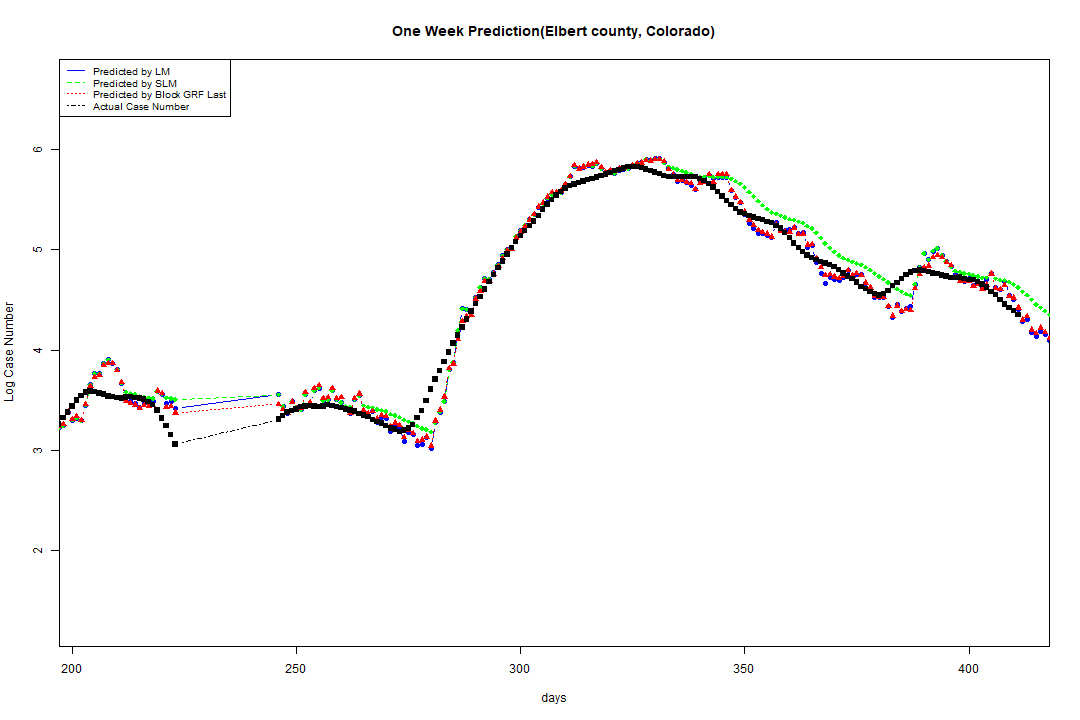 One Week Prediction(Elbert county, Colorado)
Predicted by LM
Predicted by SLM
Predicted by Block GRF Last
Actual Case Number
6
5
4
3
2
Log Case Number
200 250 300 350 400
days